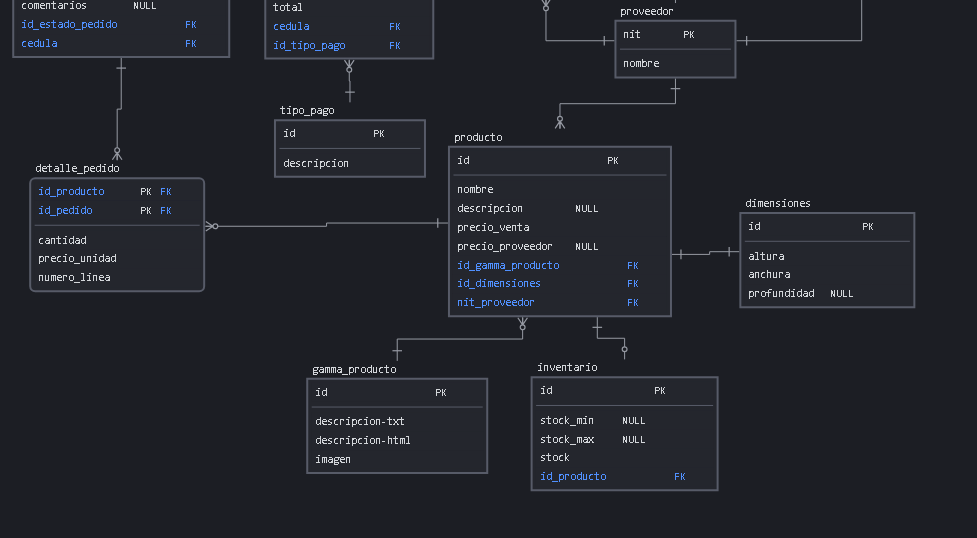 comentarios NULL
id_estado_pedido FK
cedula FK
total
cedula FK
id_tipo_pago FK
proveedor
nit PK
nombre
tipo_pago
id PK
descripcion
producto
id PK
nombre
descripcion NULL
precio_venta
precio_proveedor NULL
id_gamma_producto FK
id_dimensiones FK
nit_proveedor FK
detalle_pedido
id_producto PK FK
id_pedido PK FK
cantidad
precio_unidad
numero_linea
dimensiones
id PK
altura
anchura
profundidad NULL
gamma_producto
id PK
descripcion-txt
descripcion-html
imagen
inventario
id PK
stock_min NULL
stock_max NULL
stock
id_producto FK